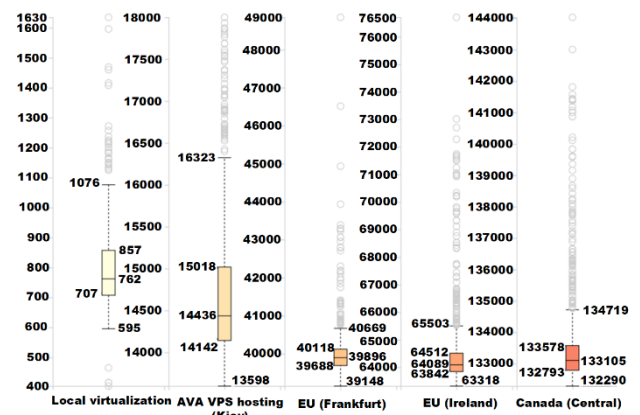 1630 18000 49000 76500 144000
1600 76000
1500 17500 48000 75000 143000
1400 74000 142000
1300 17000 47000 73000 141000
1200 16500 46000 72000 140000
1100 1076 16323 71000
1000 16000 45000 70000 139000
900 15500 44000 69000 138000
800 857 15018 43000 68000 137000
762 15000 67000 136000
700 707 14436 42000 66000 135000
600 595 14500 14142 41000 40669 65503 134719
500 14000 40000 40118 39896 65000 64512 64089 134000 133578 133105
39688 64000 63842 133000 132793
400 13598 39148 63318 132290
Local virtualization AVA VPS hosting EU (Frankfurt) EU (Ireland) Canada (Central)